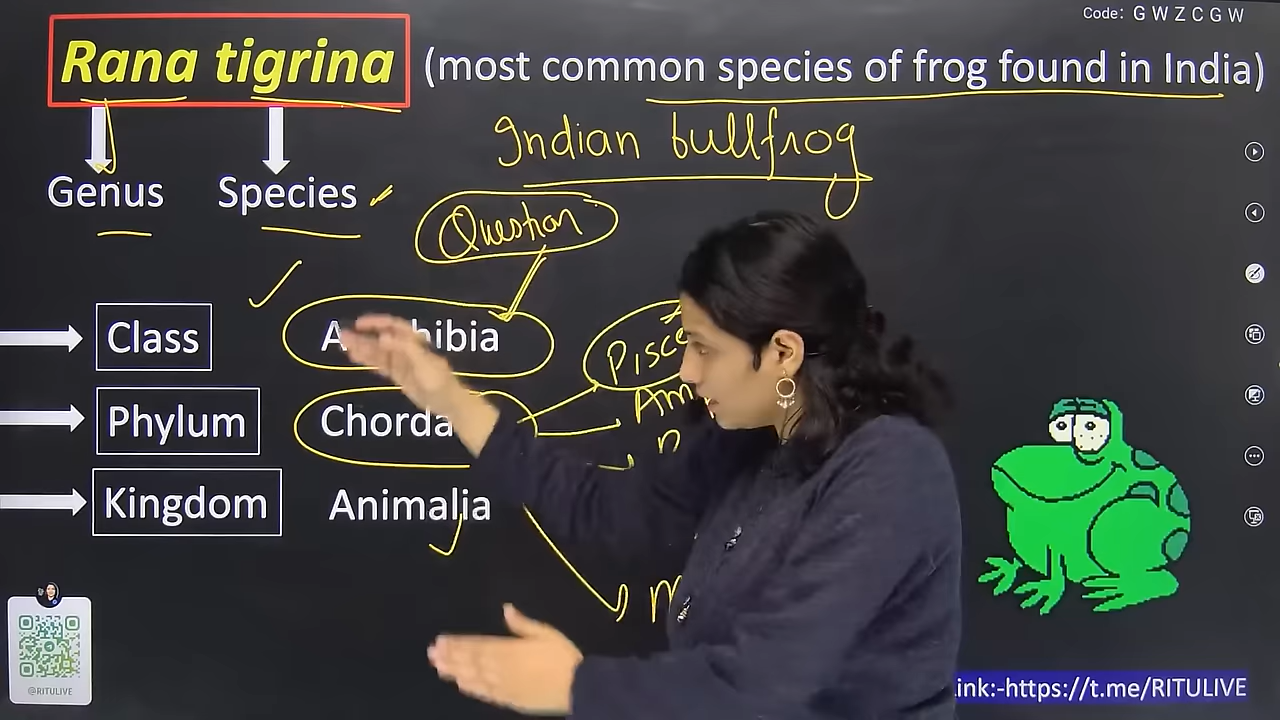 Code: G W Z C G W
Rana tigrina (most common species of frog found in India)
Indian bullfrog
Genus Species
Question
Class
Phylum
Kingdom Animalia
@RITULIVE
ink:-https://t.me/RITULIVE